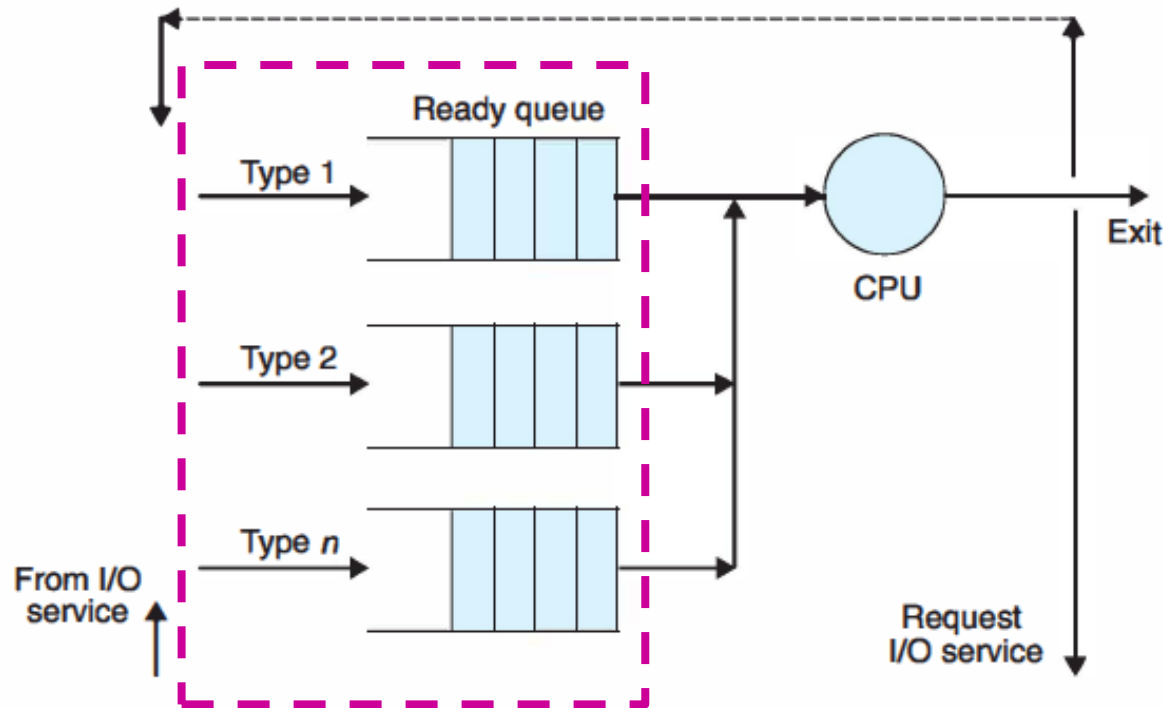 Ready queue
Type 1
Exit
CPU
Type 2
Type n
From I/O
service
Request
I/O service